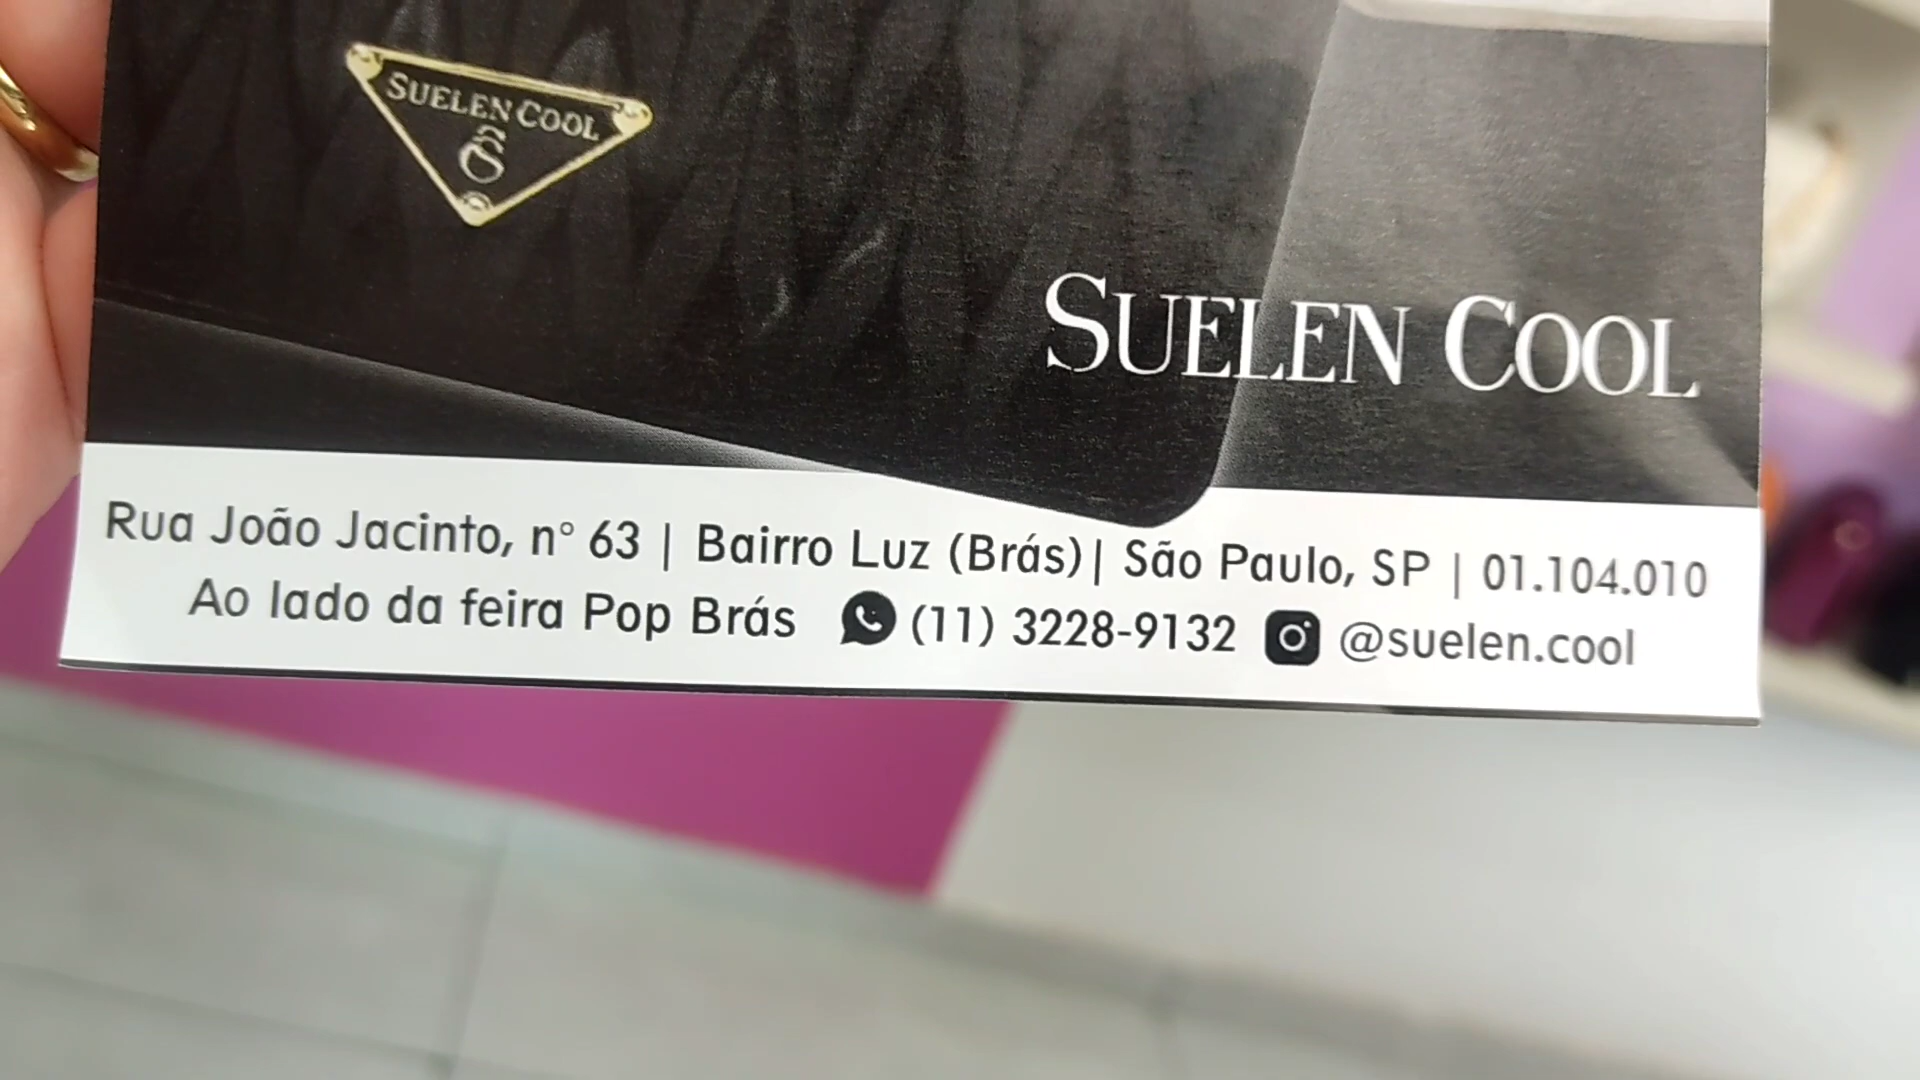 SUELEN COOL
SUELEN COOL
Rua João Jacinto, n° 63 | Bairro Luz (Brás)| São Paulo, SP | 01.104.010
Ao lado da feira Pop Brás (11) 3228-9132 @suelen.cool